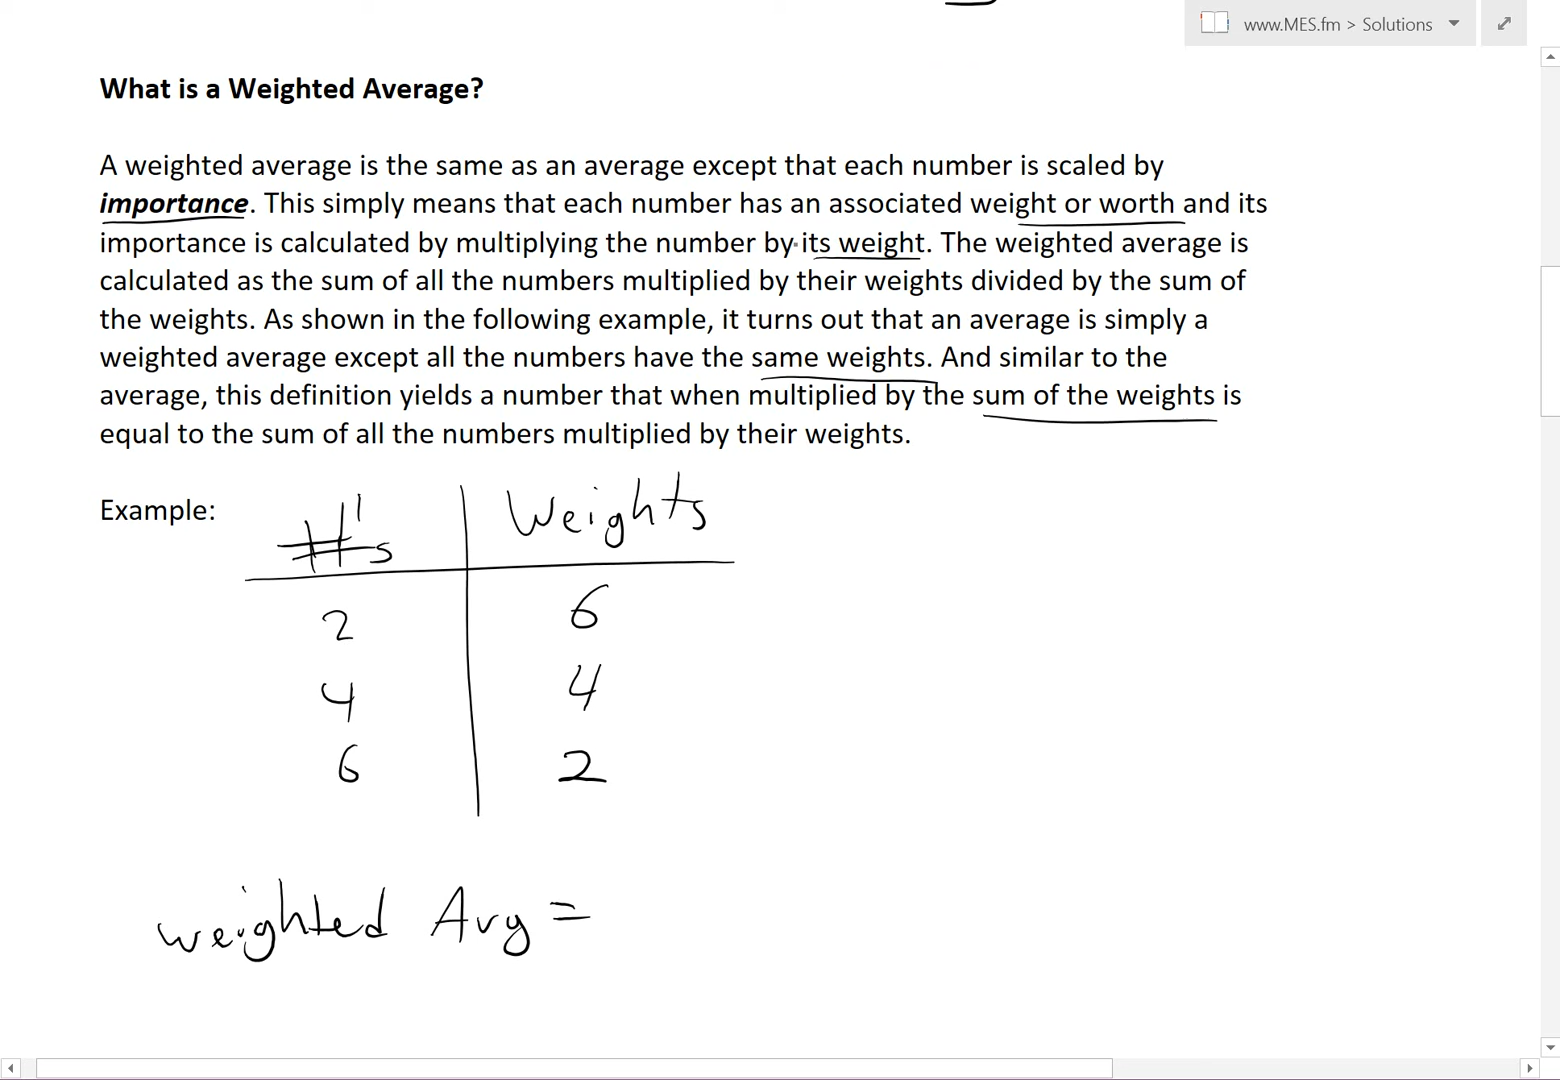 www.MES.fm > Solutions
What is a Weighted Average?
A weighted average is the same as an average except that each number is scaled by
importance. This simply means that each number has an associated weight or worth and its
importance is calculated by multiplying the number by its weight. The weighted average is
calculated as the sum of all the numbers multiplied by their weights divided by the sum of
the weights. As shown in the following example, it turns out that an average is simply a
weighted average except all the numbers have the same weights. And similar to the
average, this definition yields a number that when multiplied by the sum of the weights is
equal to the sum of all the numbers multiplied by their weights.
Example:
#'s Weights
2 6
4 4
6 2
weighted Avg =